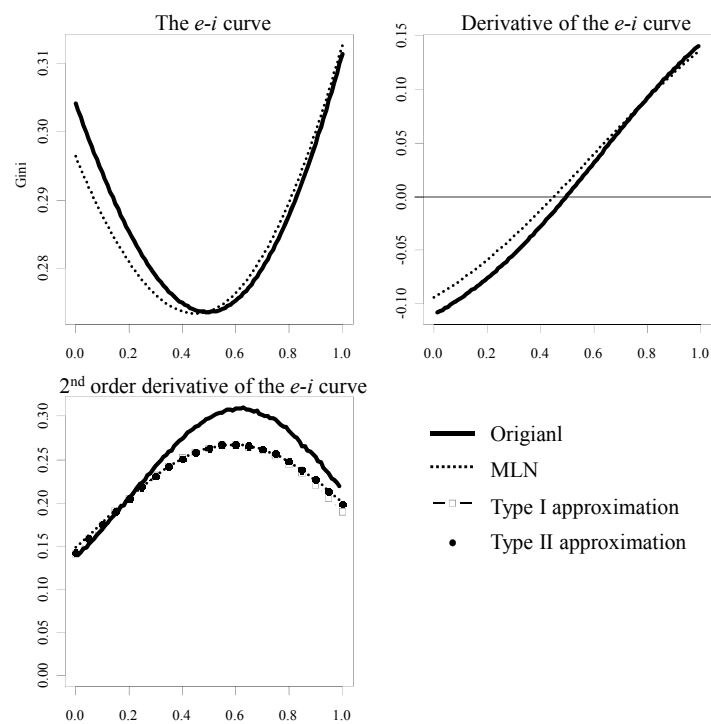 The e-i curve
Derivative of the e-i curve
Gini
0.31
0.30
0.29
0.28
0.0 0.2 0.4 0.6 0.8 1.0
0.15
0.10
0.05
0.00
-0.05
-0.10
0.0 0.2 0.4 0.6 0.8 1.0
2nd order derivative of the e-i curve
0.30
0.25
0.20
0.15
0.10
0.05
0.00
0.0 0.2 0.4 0.6 0.8 1.0
Origianl
MLN
Type I approximation
Type II approximation